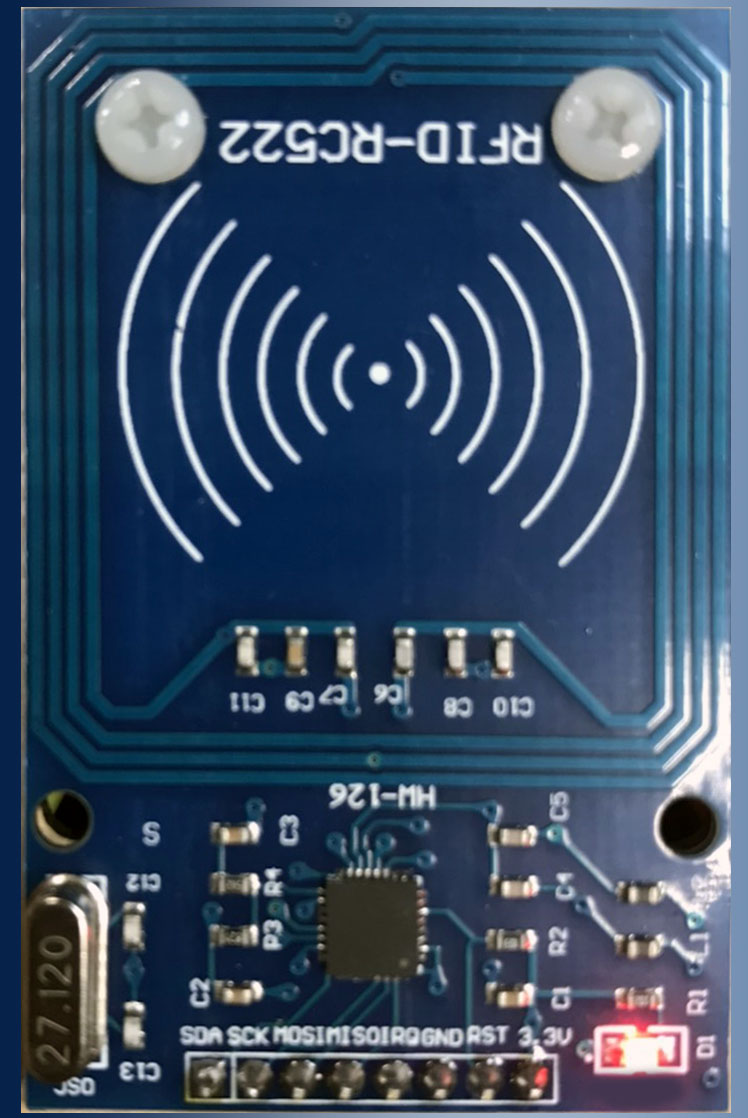 RFID-RC522
C11 C9 C7 C6 C8 C10
HW-126
S
C3
C5
C12
R4
C4
P3
R2
L1
27.120
C2
C1
R1
SDA SCK MOSI MISO IRQ GND RST 3.3V
D1
C13
OSC